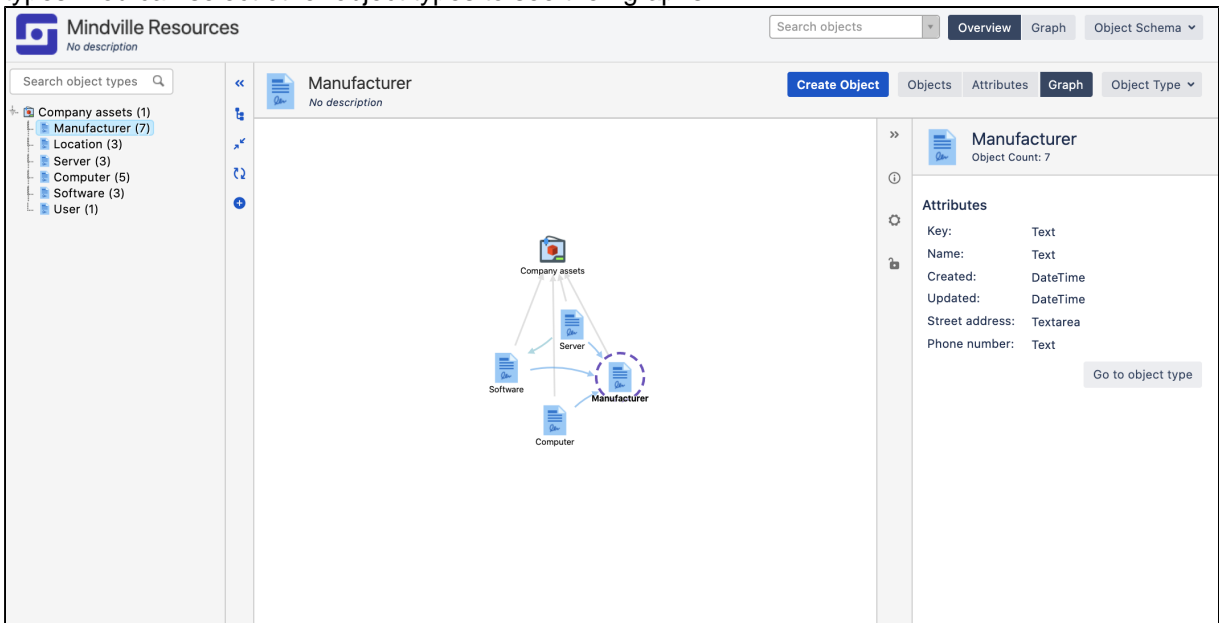 Mindville Resources
No description
Search objects
Overview
Graph
Object Schema
Search object types
Company assets (1)
Manufacturer (7)
Location (3)
Server (3)
Computer (5)
Software (3)
User (1)
Manufacturer
No description
Create Object
Objects
Attributes
Graph
Object Type
Company assets
Server
Software
Manufacturer
Computer
Manufacturer
Object Count: 7
Attributes
Key: Text
Name: Text
Created: DateTime
Updated: DateTime
Street address: Textarea
Phone number: Text
Go to object type